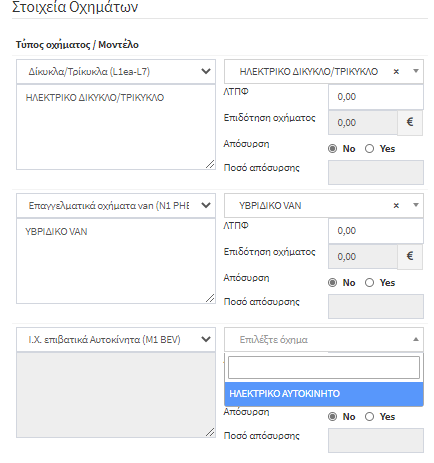 Στοιχεία Οχημάτων
Τύπος οχήματος / Μοντέλο
Δίκυκλα/Τρίκυκλα (L1ea-L7)
ΗΛΕΚΤΡΙΚΟ ΔΙΚΥΚΛΟ/ΤΡΙΚΥΚΛΟ ×
ΗΛΕΚΤΡΙΚΟ ΔΙΚΥΚΛΟ/ΤΡΙΚΥΚΛΟ
ΛΤΠΦ 0,00
Επιδότηση οχήματος 0,00 €
Απόσυρση No Yes
Ποσό απόσυρσης
Επαγγελματικά οχήματα van (N1 PHE
ΥΒΡΙΔΙΚΟ VAN ×
ΥΒΡΙΔΙΚΟ VAN
ΛΤΠΦ 0,00
Επιδότηση οχήματος 0,00 €
Απόσυρση No Yes
Ποσό απόσυρσης
Ι.Χ. επιβατικά Αυτοκίνητα (M1 BEV)
Επιλέξτε όχημα
ΗΛΕΚΤΡΙΚΟ ΑΥΤΟΚΙΝΗΤΟ
Απόσυρση No Yes
Ποσό απόσυρσης